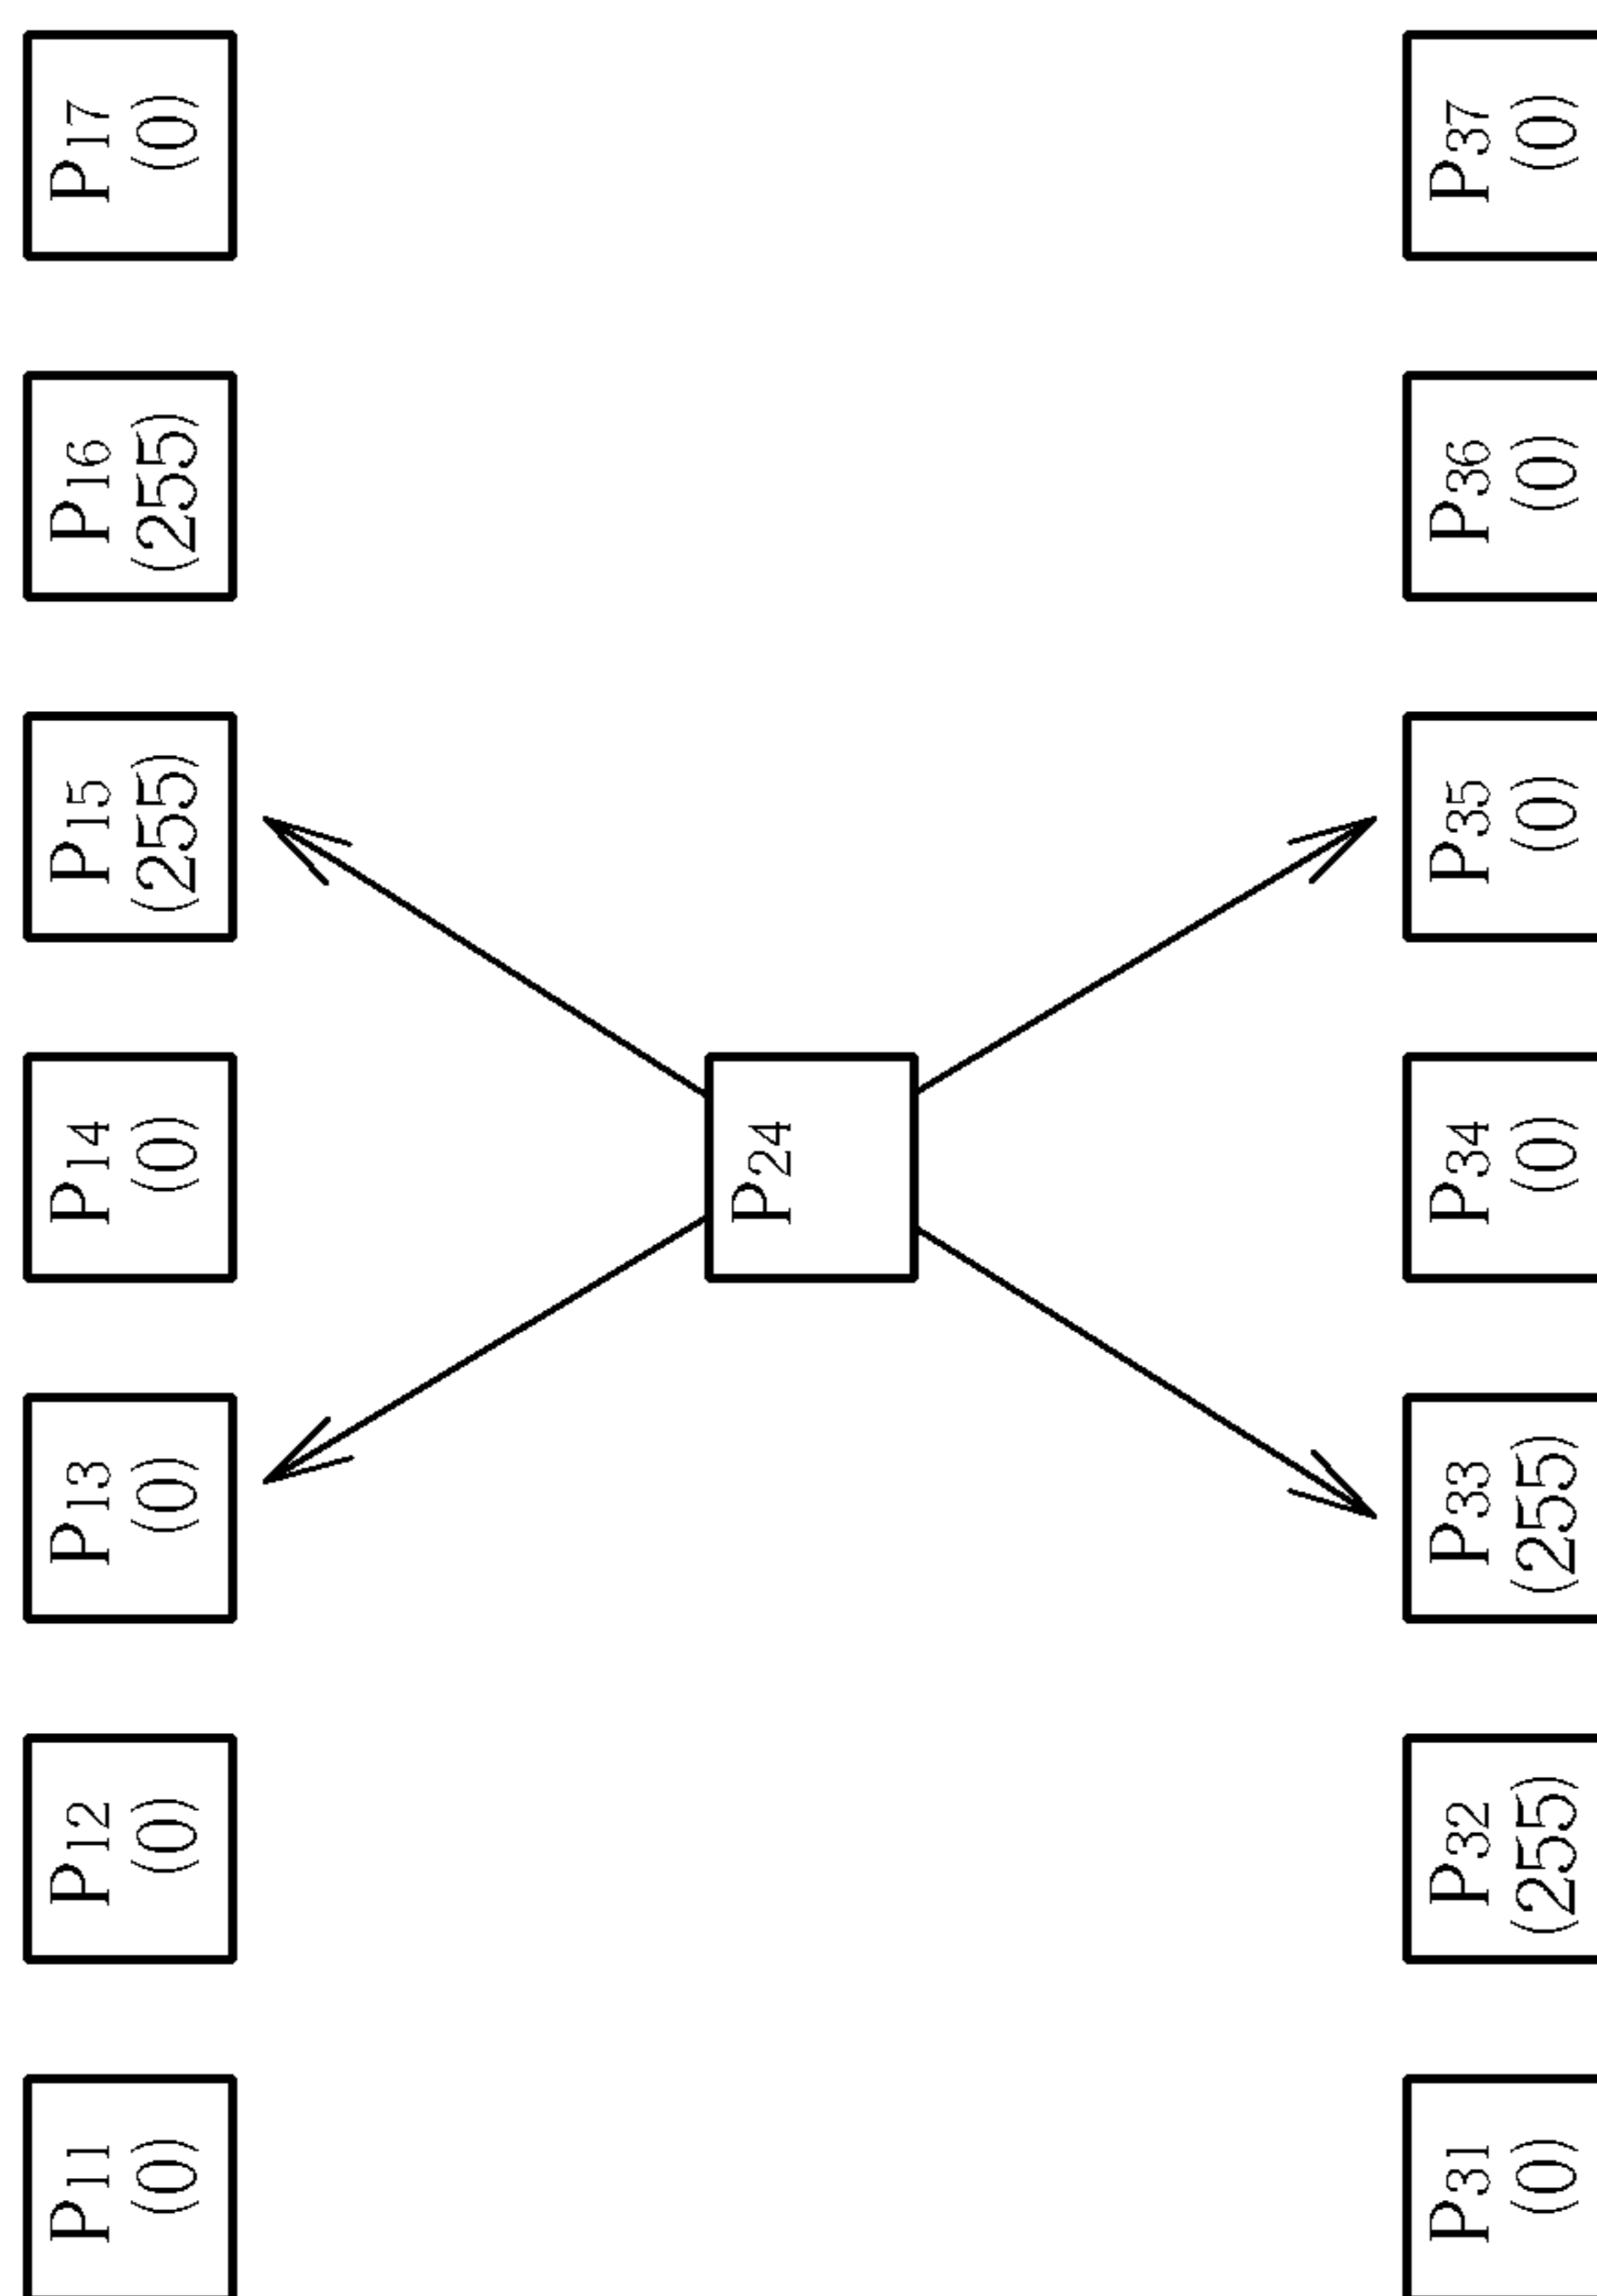 P11
(0)
P12
(0)
P13
(0)
P14
(0)
P15
(255)
P16
(255)
P17
(0)
P24
P31
(0)
P32
(255)
P33
(255)
P34
(0)
P35
(0)
P36
(0)
P37
(0)